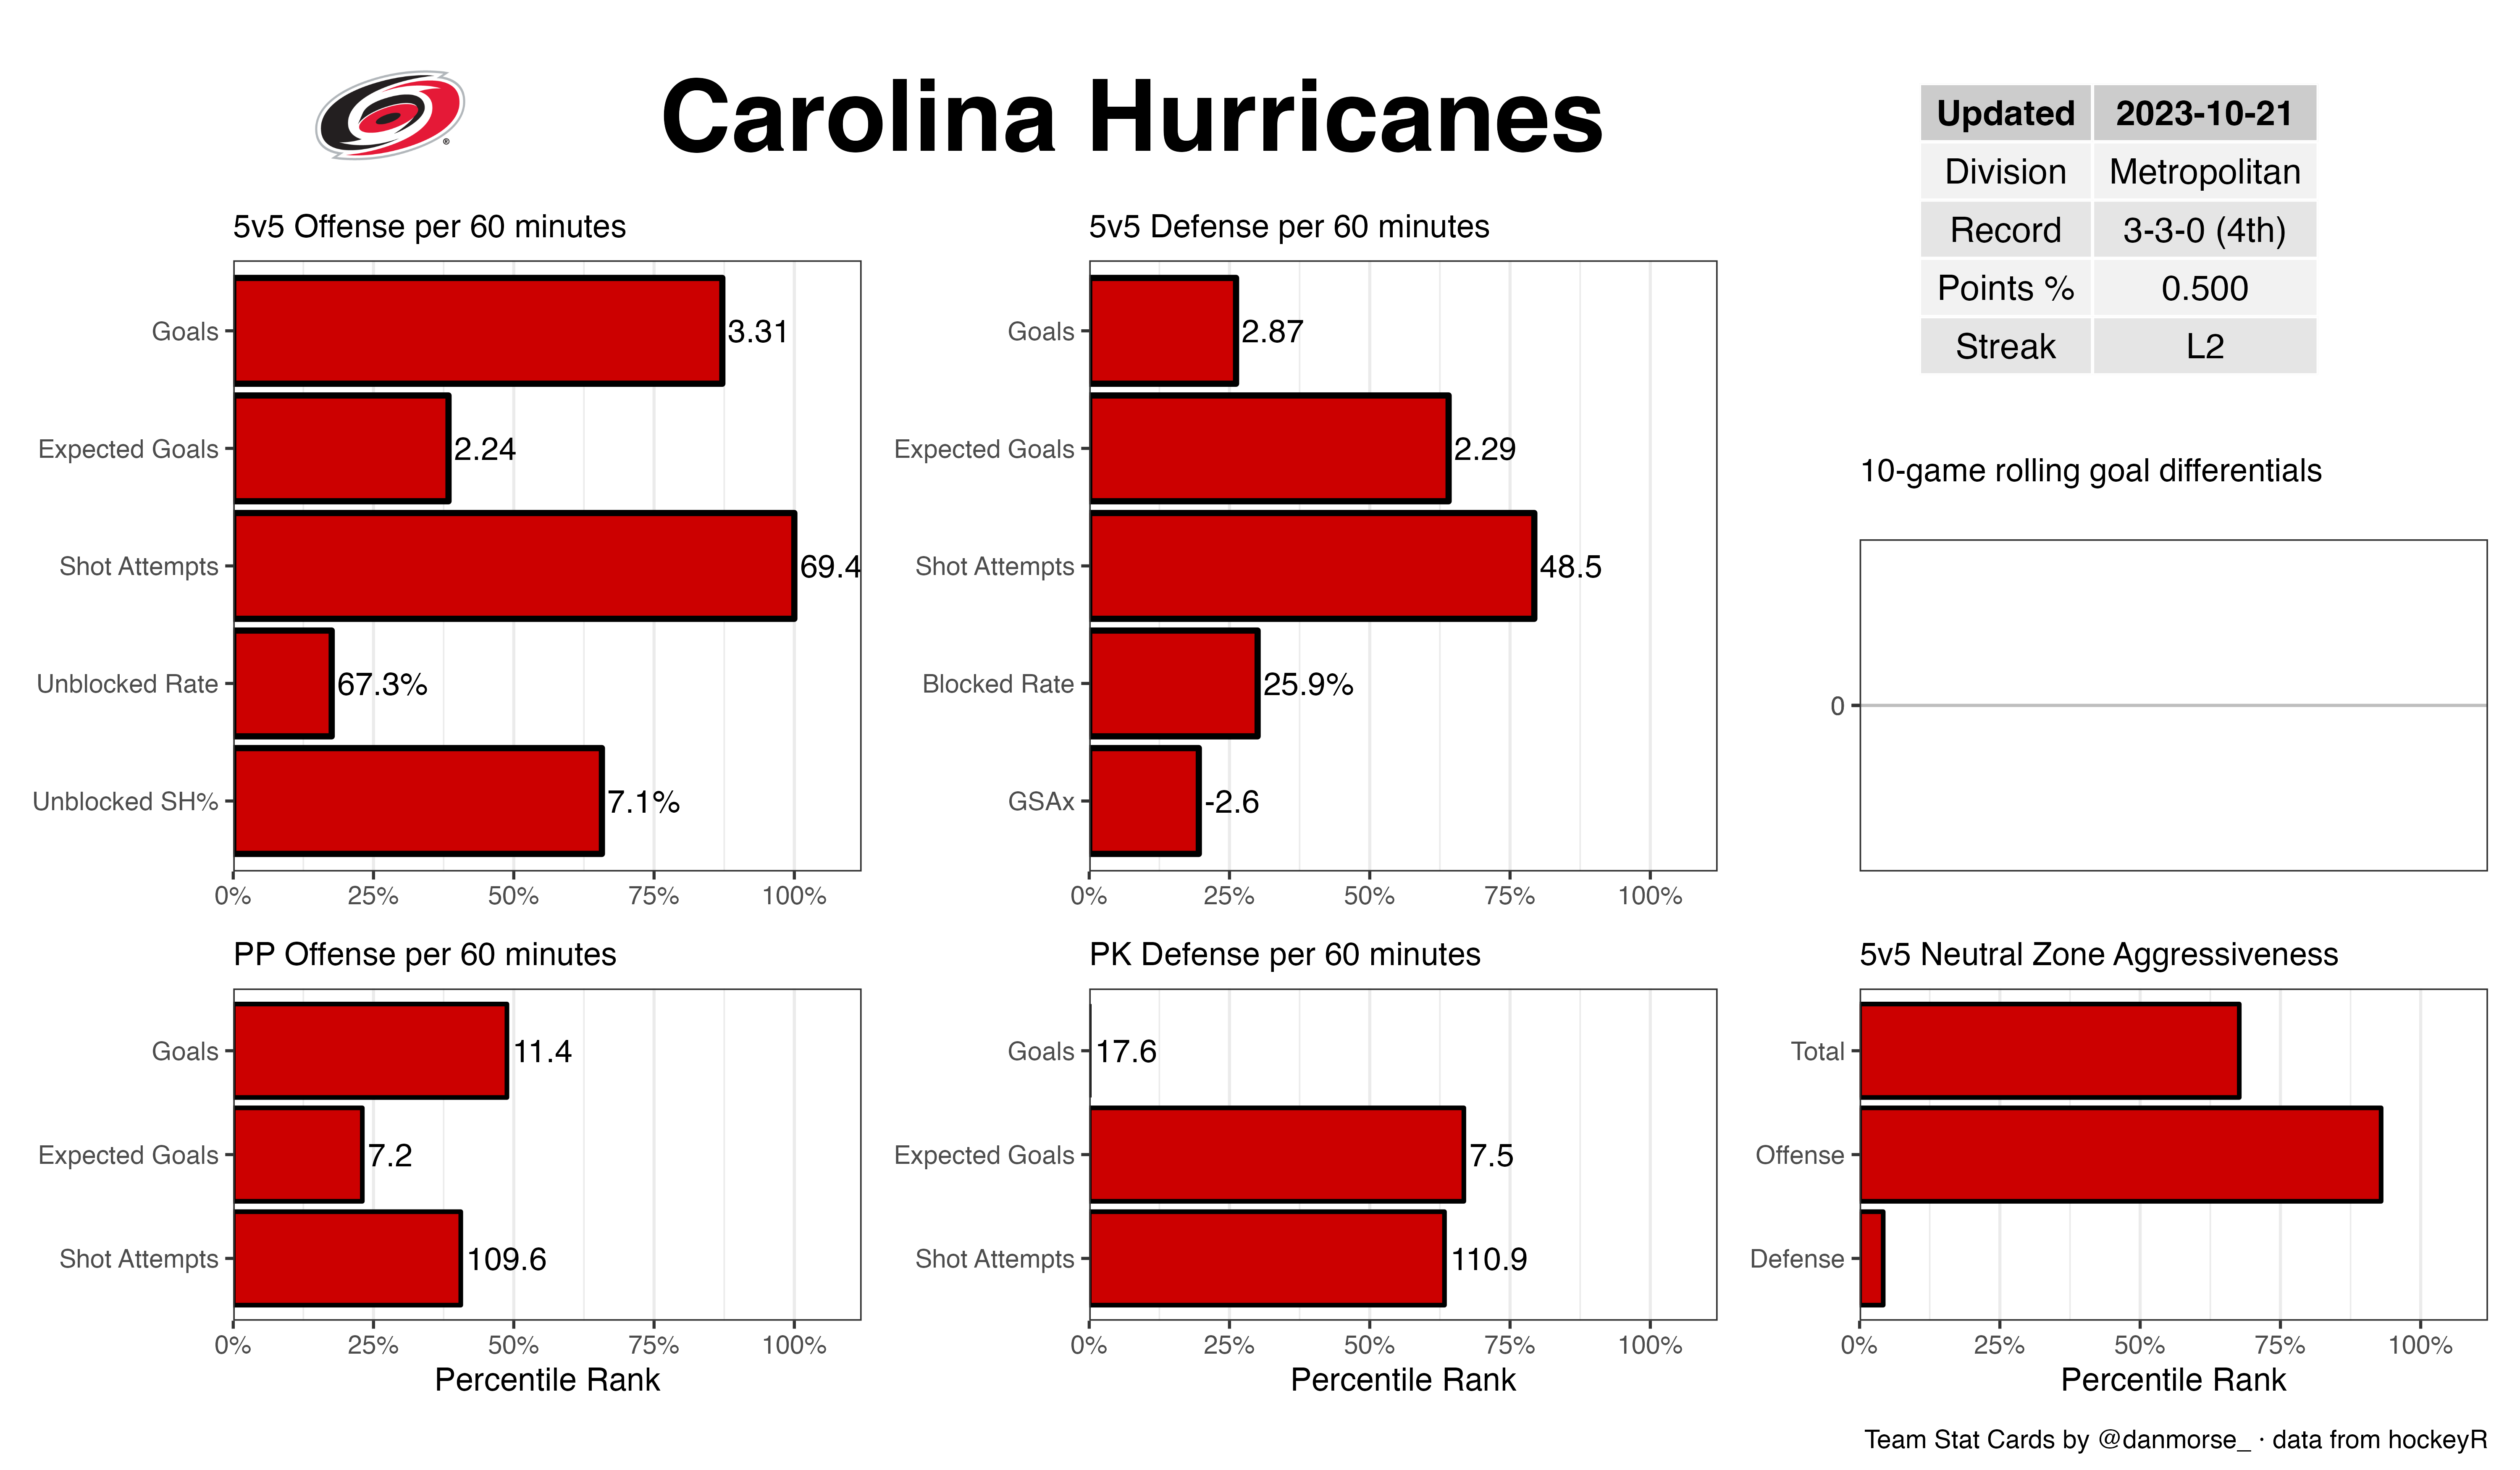 Carolina Hurricanes
®
Updated 2023-10-21
Division Metropolitan
Record 3-3-0 (4th)
Points % 0.500
Streak L2
5v5 Offense per 60 minutes
Goals 3.31
Expected Goals 2.24
Shot Attempts 69.4
Unblocked Rate 67.3%
Unblocked SH% 7.1%
0% 25% 50% 75% 100%
5v5 Defense per 60 minutes
Goals 2.87
Expected Goals 2.29
Shot Attempts 48.5
Blocked Rate 25.9%
GSAx -2.6
0% 25% 50% 75% 100%
10-game rolling goal differentials
0
PP Offense per 60 minutes
Goals 11.4
Expected Goals 7.2
Shot Attempts 109.6
0% 25% 50% 75% 100%
Percentile Rank
PK Defense per 60 minutes
Goals 17.6
Expected Goals 7.5
Shot Attempts 110.9
0% 25% 50% 75% 100%
Percentile Rank
5v5 Neutral Zone Aggressiveness
Total
Offense
Defense
0% 25% 50% 75% 100%
Percentile Rank
Team Stat Cards by @danmorse_ · data from hockeyR